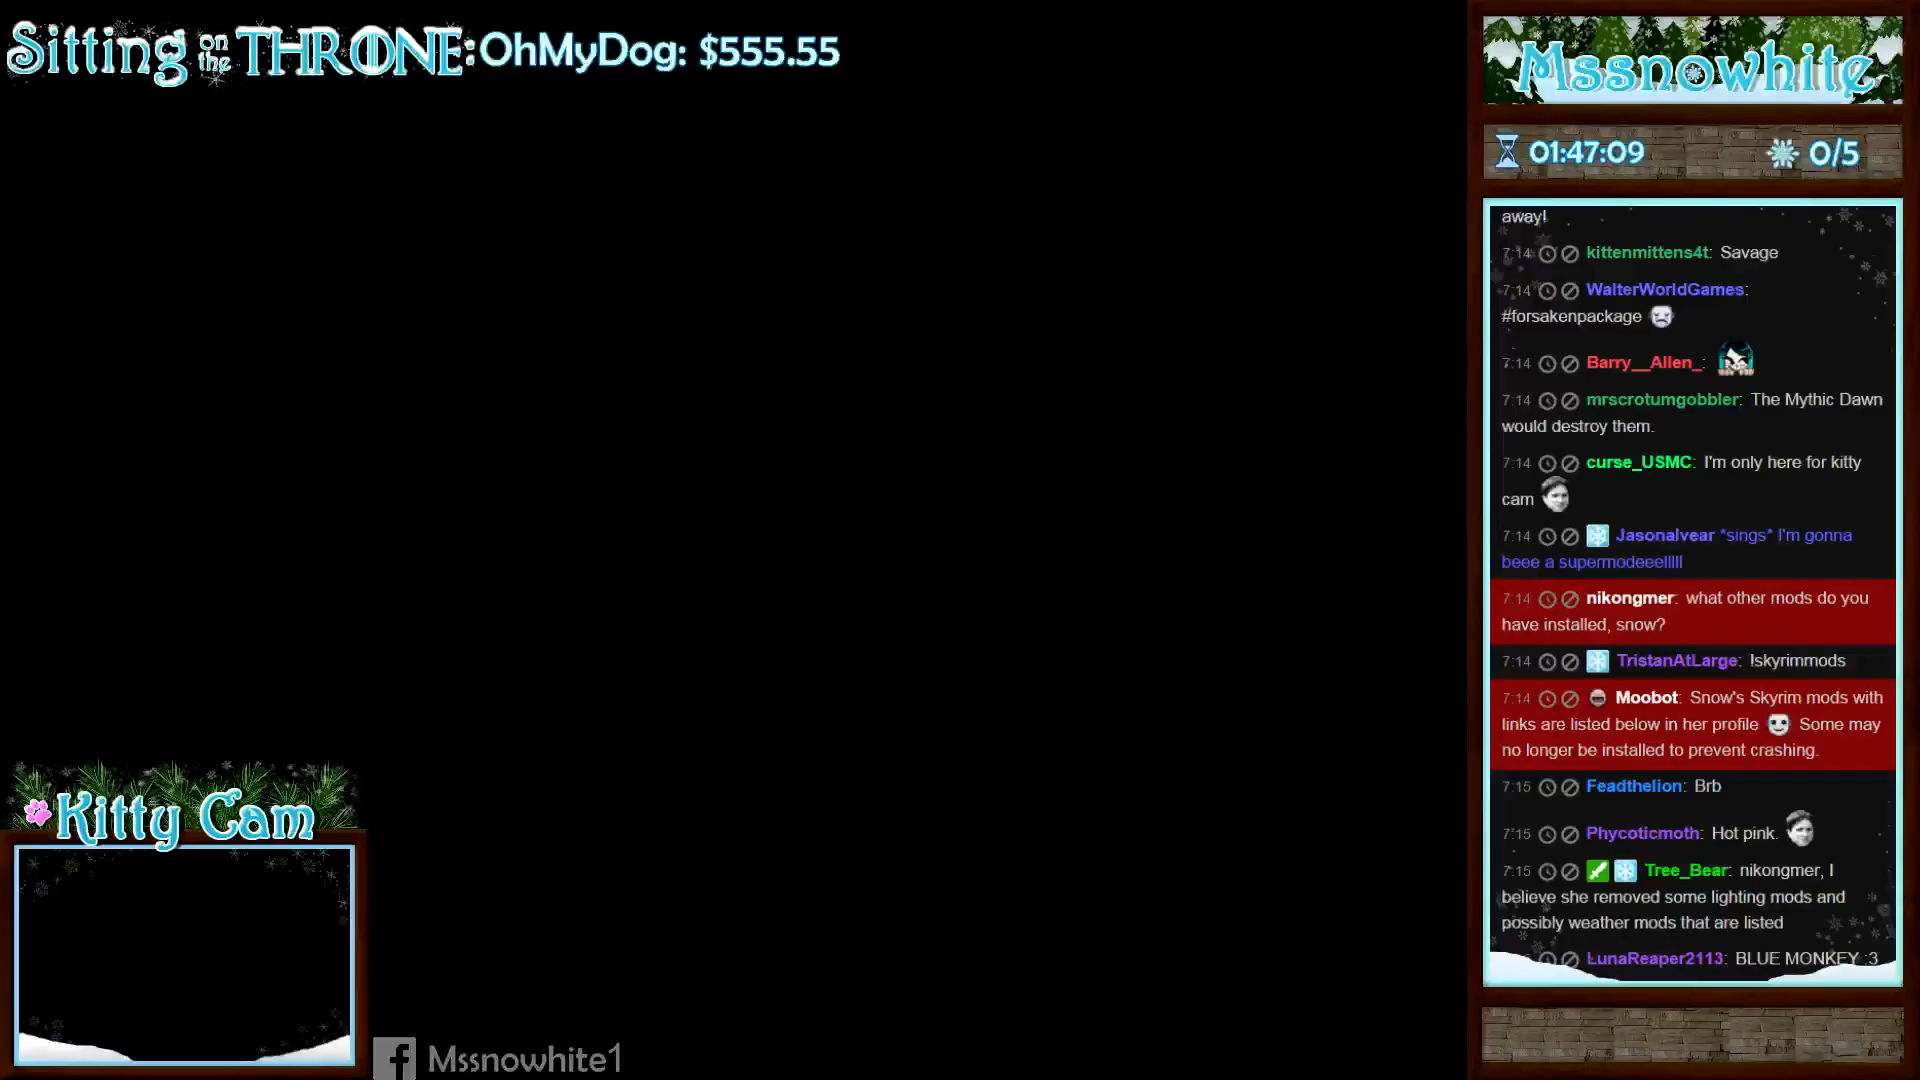 Sitting on the THRONE: OhMyDog: $555.55
Mssnowhite
01:47:09 0/5
away!
7:14 kittenmittens4t: Savage
7:14 WalterWorldGames:
#forsakenpackage
7:14 Barry__Allen_:
7:14 mrscrotumgobbler: The Mythic Dawn
would destroy them.
7:14 curse_USMC: I'm only here for kitty
cam
7:14 Jasonalvear *sings* I'm gonna
beee a supermodeeelllll
7:14 nikongmer: what other mods do you
have installed, snow?
7:14 TristanAtLarge: !skyrimmods
7:14 Moobot: Snow's Skyrim mods with
links are listed below in her profile Some may
no longer be installed to prevent crashing.
7:15 Feadthelion: Brb
7:15 Phycoticmoth: Hot pink.
7:15 Tree_Bear: nikongmer, I
believe she removed some lighting mods and
possibly weather mods that are listed
LunaReaper2113: BLUE MONKEY :3
Kitty Cam
Mssnowhite1